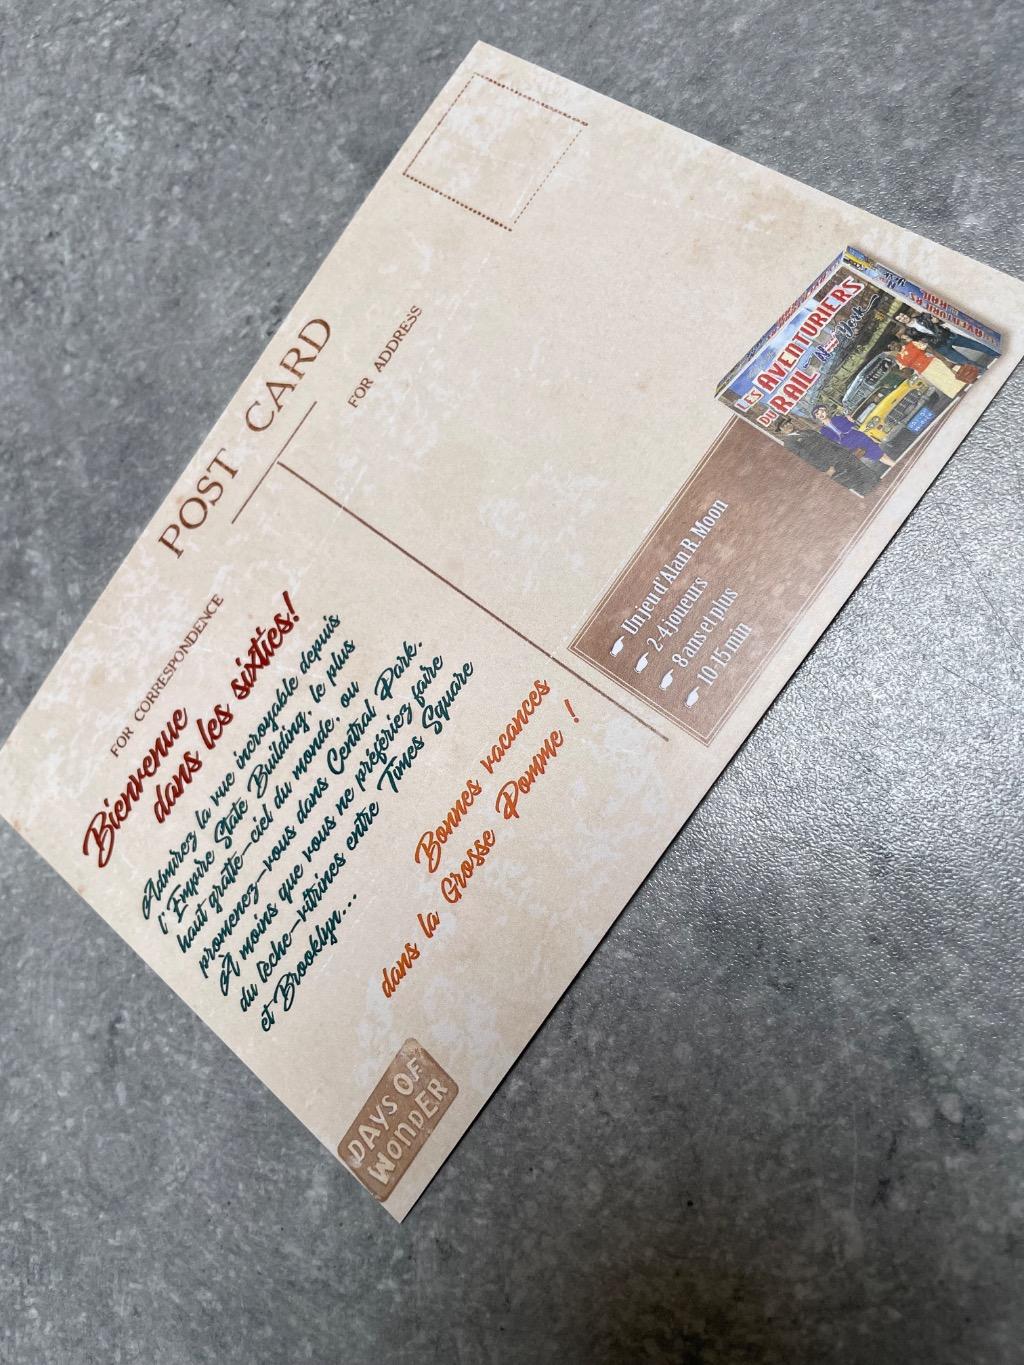 POST CARD
FOR CORRESPONDENCE
FOR ADDRESS
Bienvenue
dans les sixties!
Admirez la vue incroyable depuis
l'Empire State Building, le plus
haut gratte-ciel du monde, ou
promenez-vous dans Central Park.
À moins que vous ne préfériez faire
du lèche-vitrines entre Times Square
et Brooklyn...
Bonnes vacances
dans la Grosse Pomme !
DAYS OF
WONDER
LES AVENTURIERS
DU RAIL New York
Un jeu d'Alan R. Moon
2-4 joueurs
8 ans et plus
10-15 min